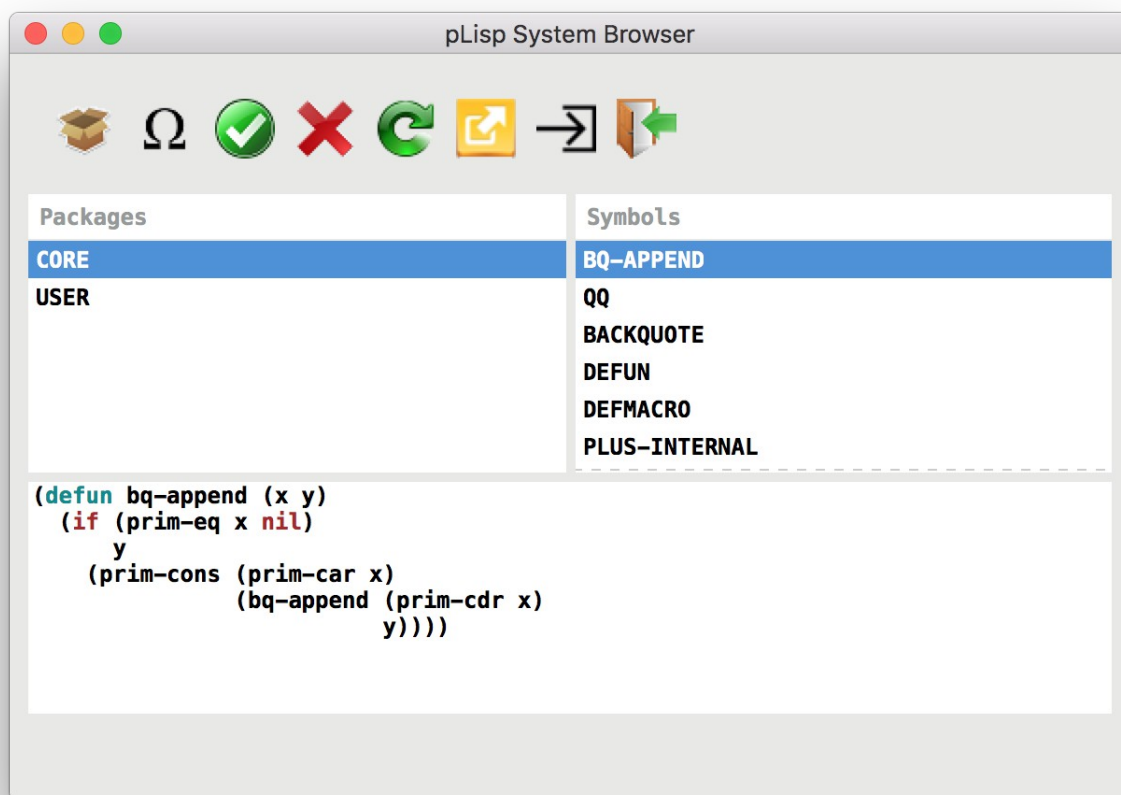 pLisp System Browser
Ω
Packages
Symbols
CORE
USER
BQ-APPEND
QQ
BACKQUOTE
DEFUN
DEFMACRO
PLUS-INTERNAL
(defun bq-append (x y)
  (if (prim-eq x nil)
      y
    (prim-cons (prim-car x)
               (bq-append (prim-cdr x)
                          y))))